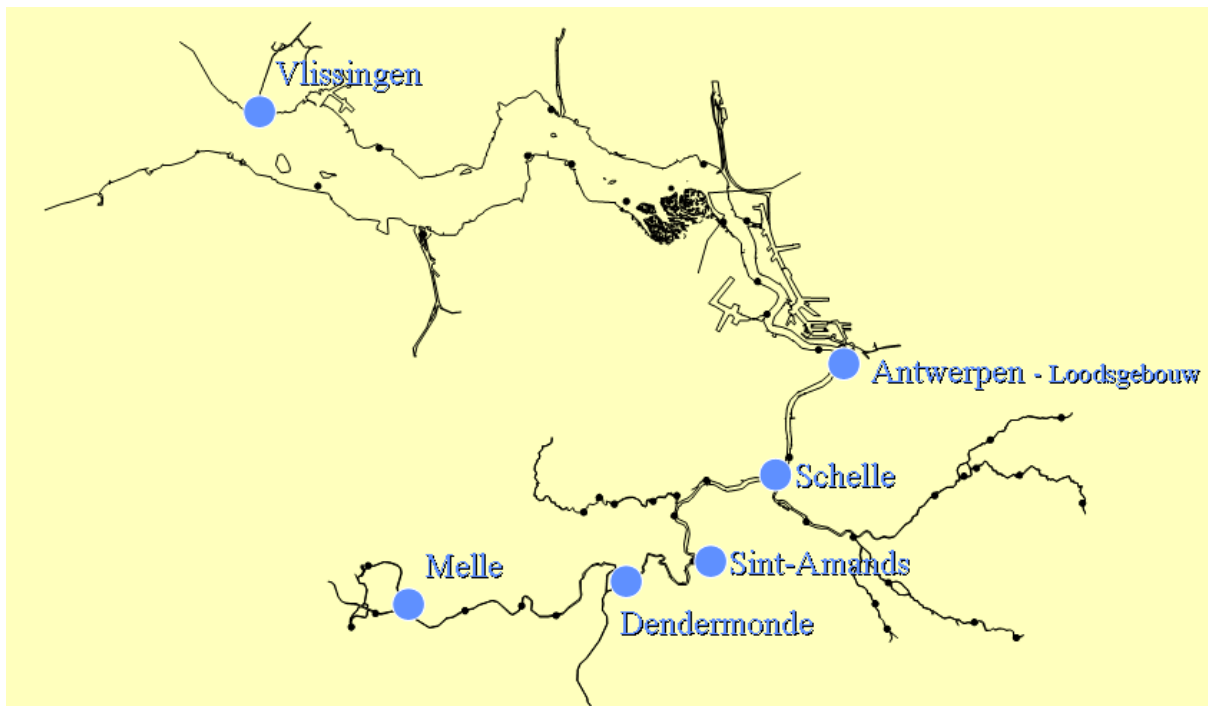 Vlissingen
Antwerpen - Loodsgebouw
Schelle
Sint-Amands
Melle
Dendermonde